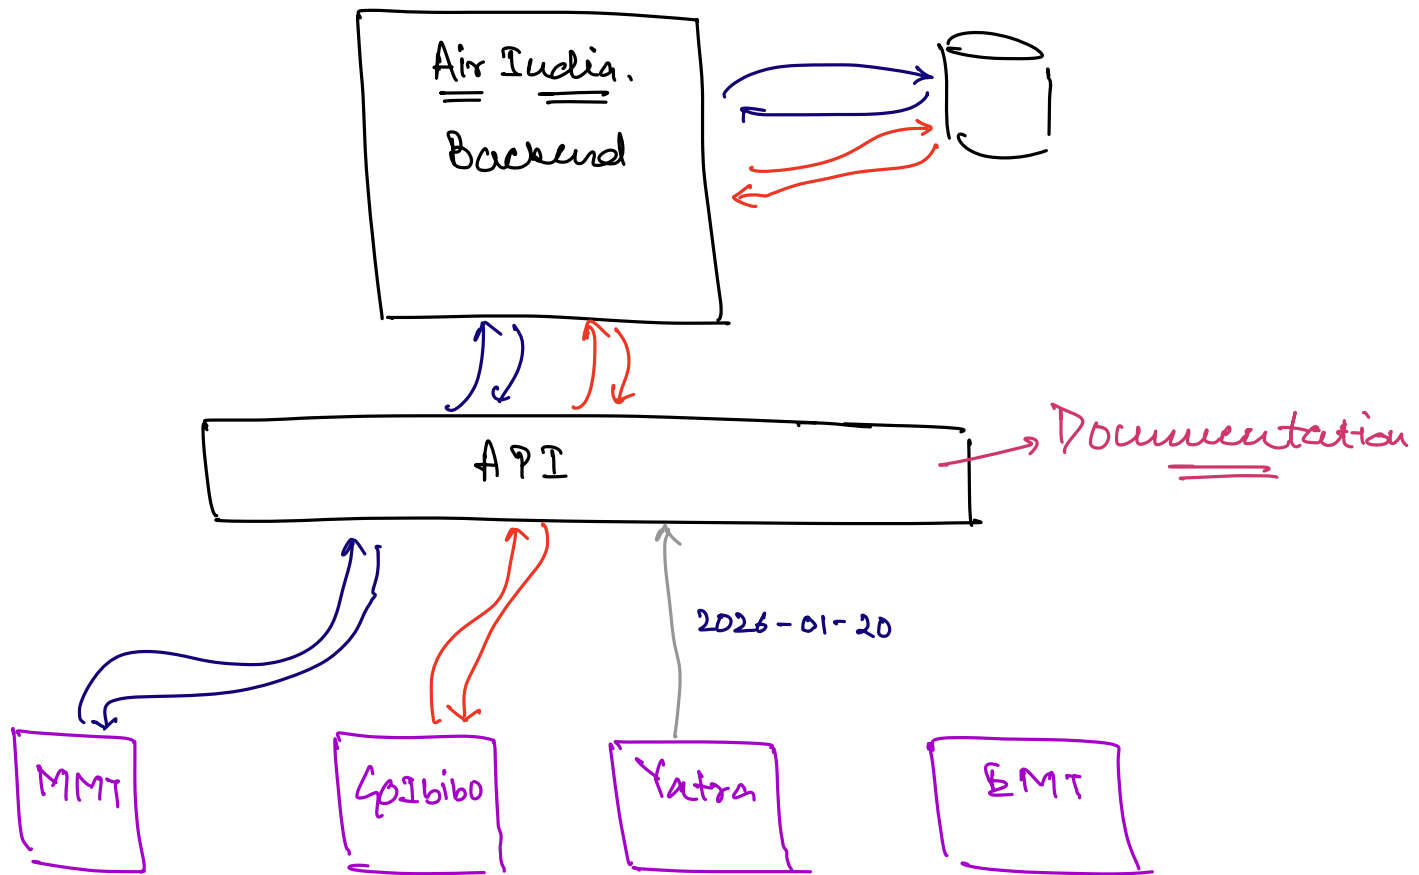 Air India.
Backend
API
Documentation
2026-01-20
MMT
GoIbibo
Yatra
EMT